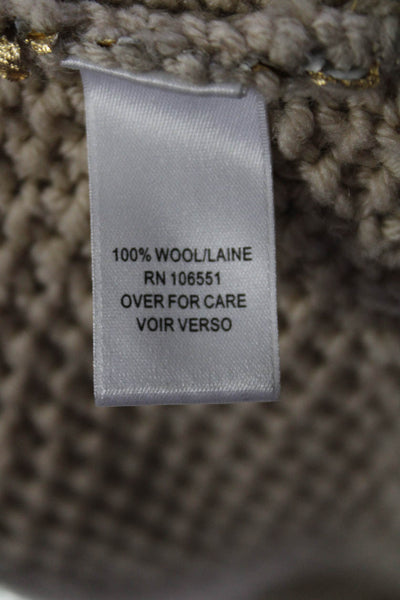 100% WOOL/LAINE
RN 106551
OVER FOR CARE
VOIR VERSO